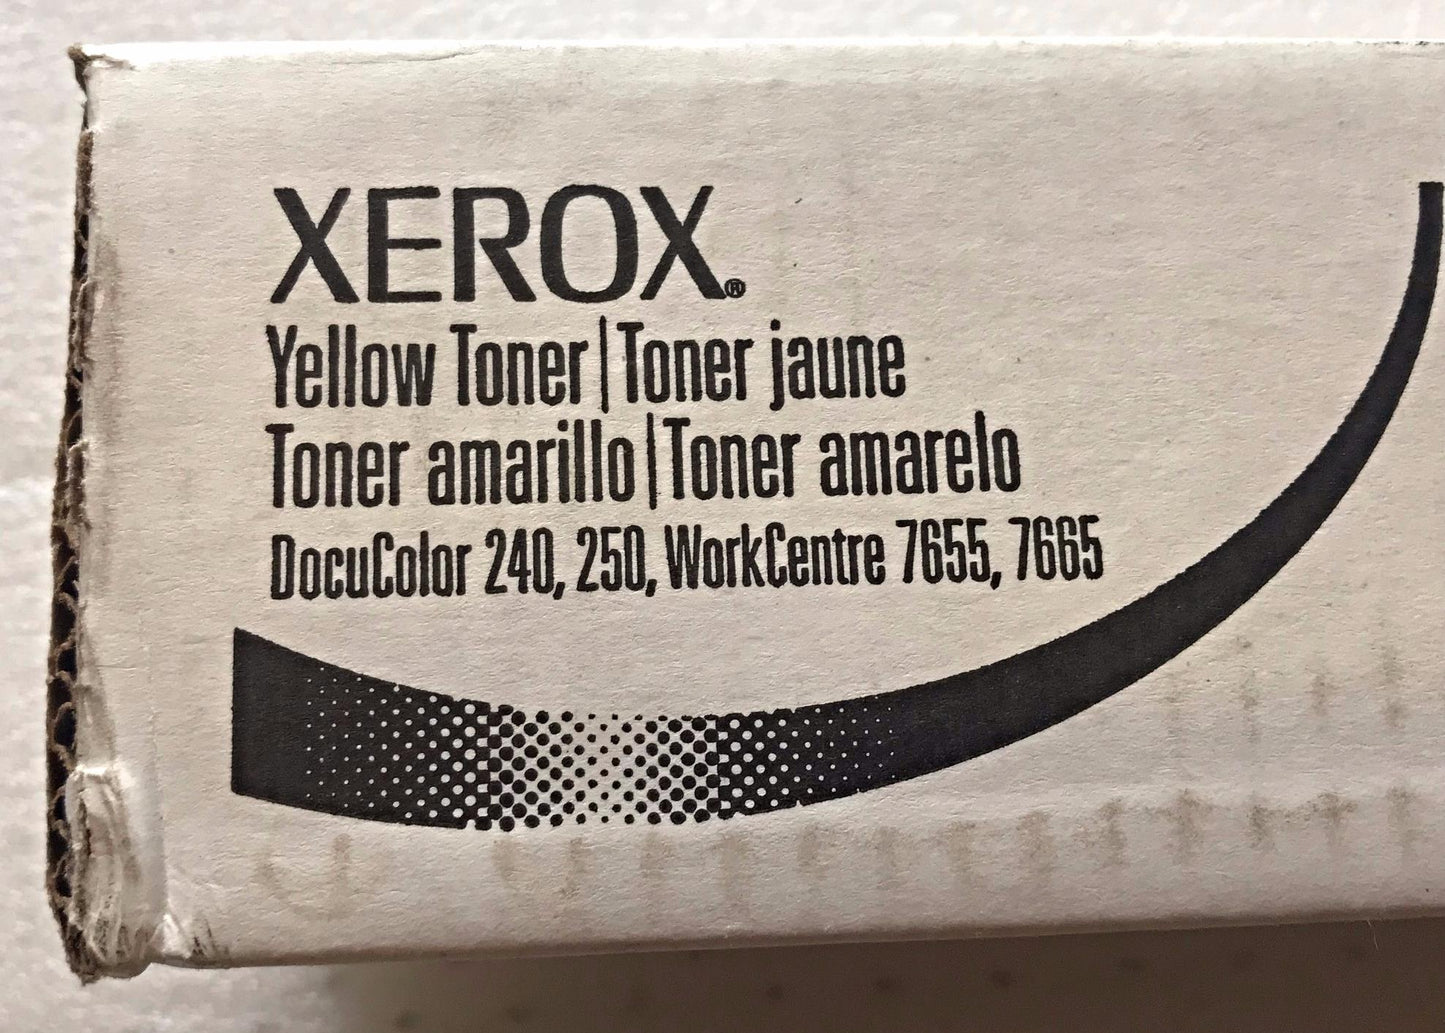 XEROX®
Yellow Toner|Toner jaune
Toner amarillo|Toner amarelo
DocuColor 240, 250, WorkCentre 7655, 7665